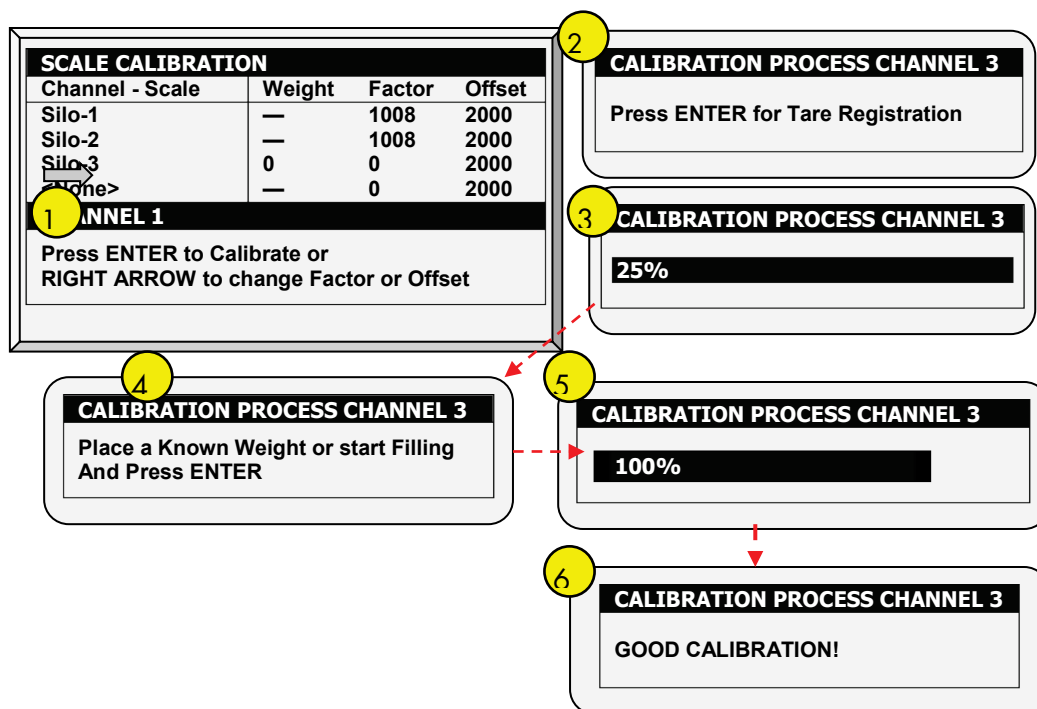 1
SCALE CALIBRATION
Channel - Scale Weight Factor Offset
Silo-1 — 1008 2000
Silo-2 — 1008 2000
Silo-3 0 0 2000
<None> — 0 2000
ANNEL 1
Press ENTER to Calibrate or
RIGHT ARROW to change Factor or Offset
2
CALIBRATION PROCESS CHANNEL 3
Press ENTER for Tare Registration
3
CALIBRATION PROCESS CHANNEL 3
25%
4
CALIBRATION PROCESS CHANNEL 3
Place a Known Weight or start Filling
And Press ENTER
5
CALIBRATION PROCESS CHANNEL 3
100%
6
CALIBRATION PROCESS CHANNEL 3
GOOD CALIBRATION!